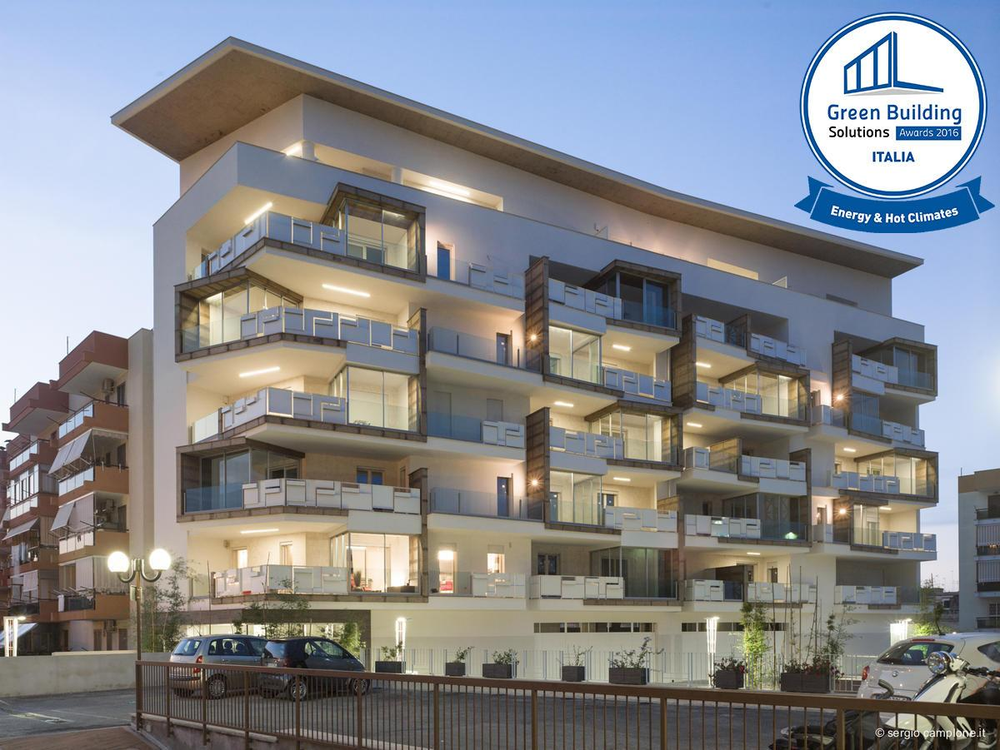 Green Building
Solutions Awards 2016
ITALIA
Energy & Hot Climates
© sergio camplone.it